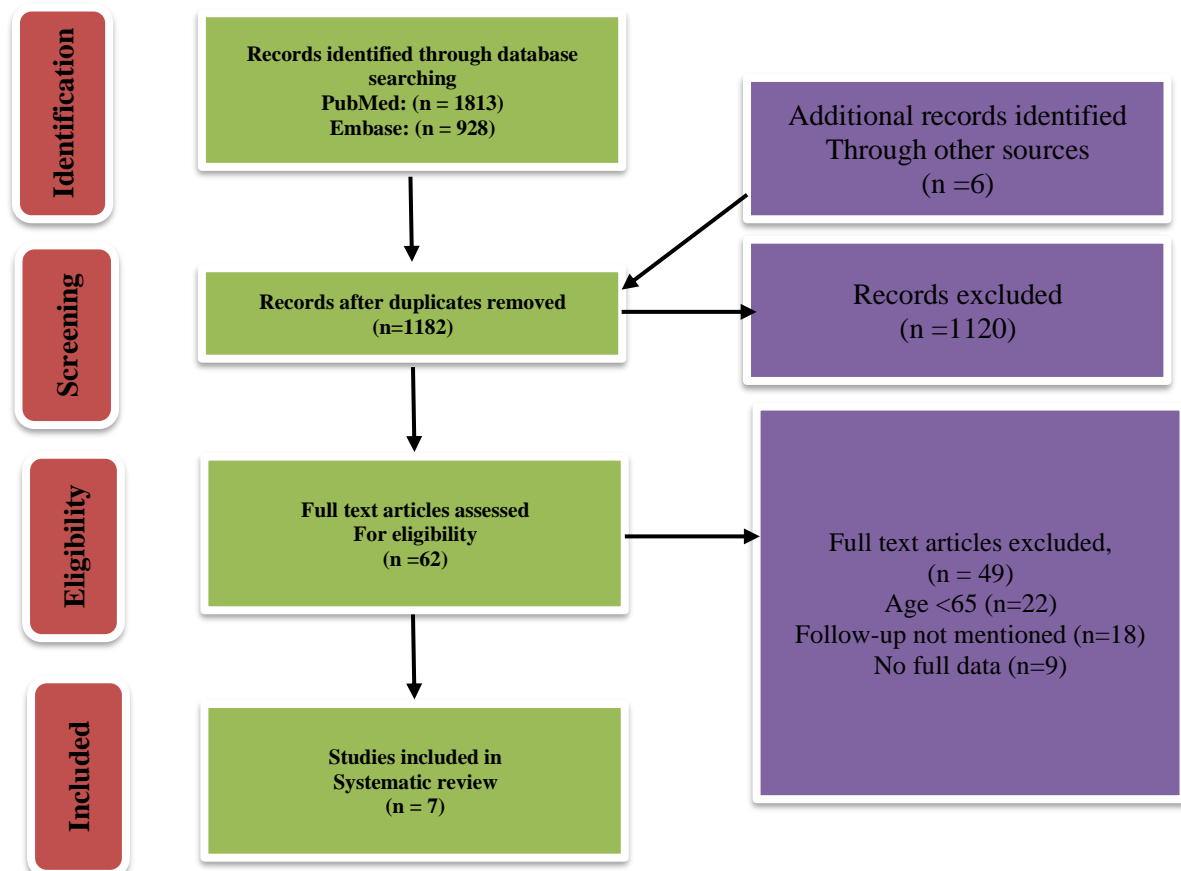 Identification
Records identified through database
searching
PubMed: (n = 1813)
Embase: (n = 928)
Additional records identified
Through other sources
(n =6)
Screening
Records after duplicates removed
(n=1182)
Records excluded
(n =1120)
Eligibility
Full text articles assessed
For eligibility
(n =62)
Full text articles excluded,
(n = 49)
Age <65 (n=22)
Follow-up not mentioned (n=18)
No full data (n=9)
Included
Studies included in
Systematic review
(n = 7)